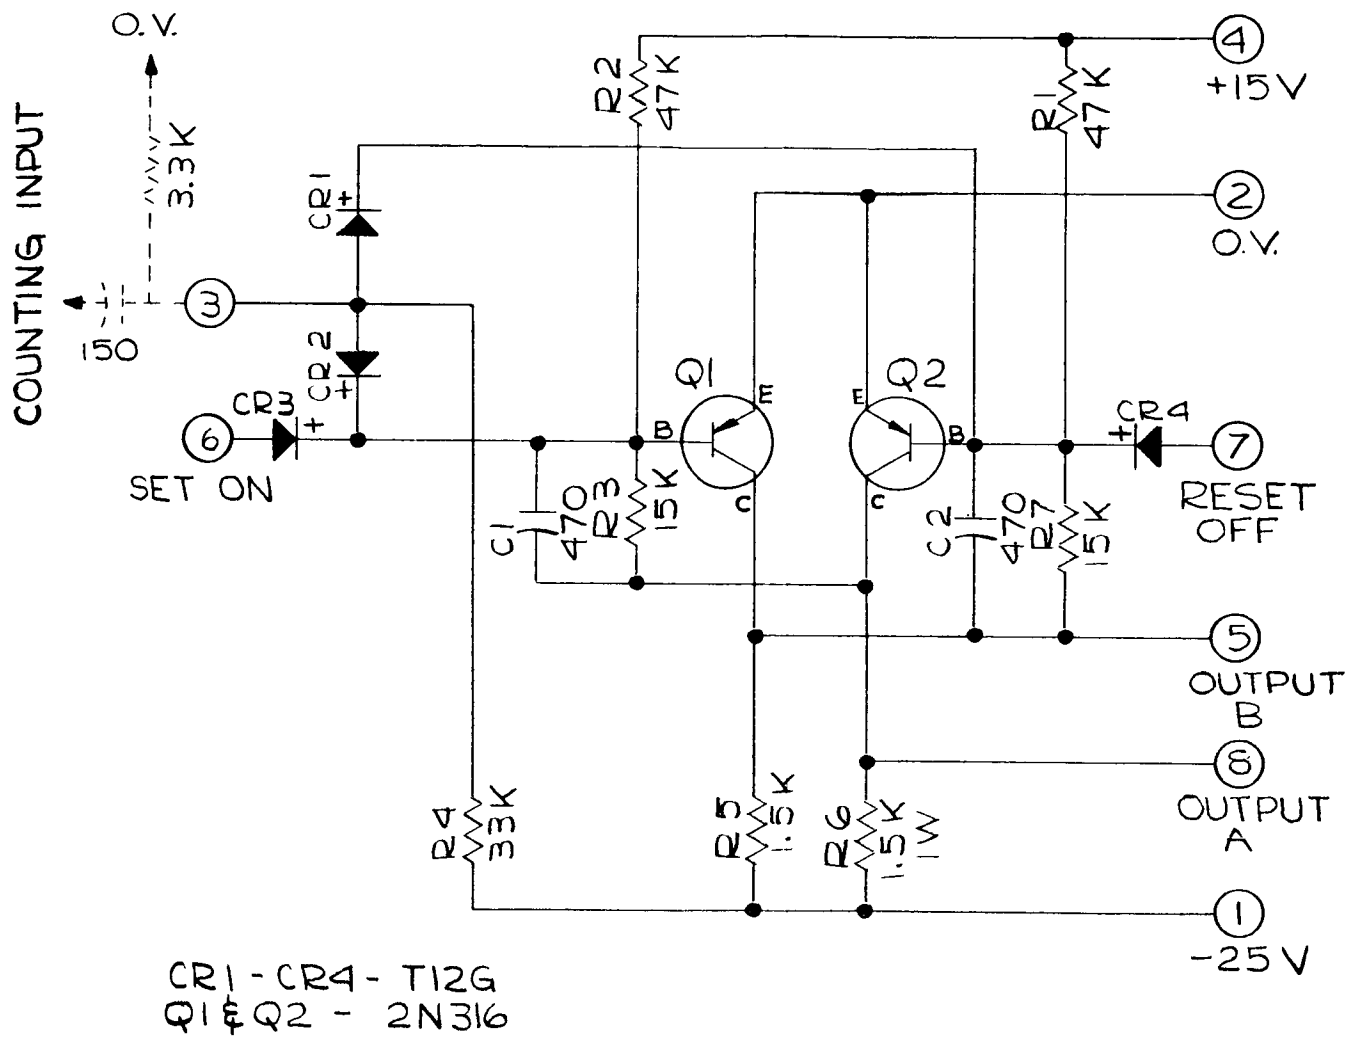 O.V.
COUNTING INPUT
3.3K
150
3
6
SET ON
CR3
+
CR1
+
CR2
+
R2
47K
R1
47K
4
+15V
2
O.V.
Q1
B
E
C
Q2
E
B
C
CR4
+
7
RESET
OFF
C1
470
R3
15K
C2
470
R7
15K
5
OUTPUT
B
8
OUTPUT
A
R4
33K
R5
1.5K
R6
1.5K
1W
1
-25V
CR1 - CR4 - T12G
Q1 & Q2 - 2N316